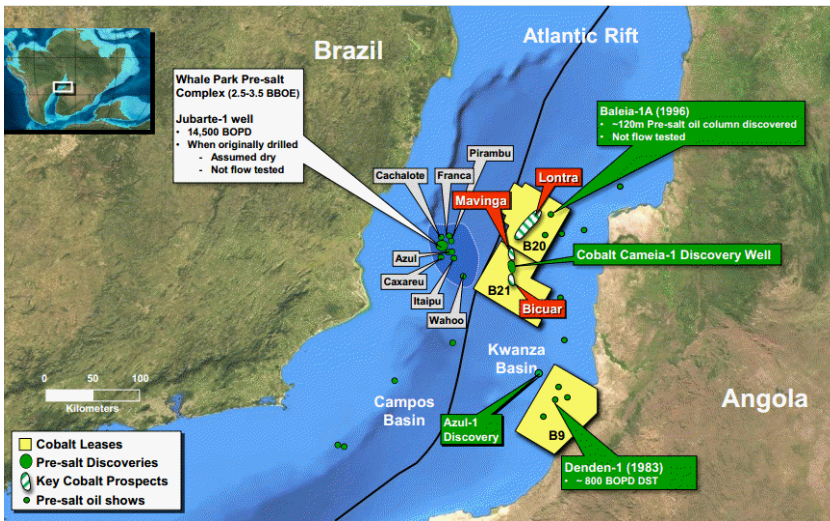 Brazil
Atlantic Rift
Whale Park Pre-salt
Complex (2.5-3.5 BBOE)
Jubarte-1 well
• 14,500 BOPD
• When originally drilled
- Assumed dry
- Not flow tested
Baleia-1A (1996)
• ~120m Pre-salt oil column discovered
• Not flow tested
Pirambu
Cachalote
Franca
Lontra
Mavinga
B20
Azul
Cobalt Cameia-1 Discovery Well
Caxareu
B21
Itaipu
Bicuar
Wahoo
Kwanza
Basin
0 50 100
Kilometers
Campos
Basin
Angola
Azul-1
Discovery
B9
Cobalt Leases
Pre-salt Discoveries
Key Cobalt Prospects
Pre-salt oil shows
Denden-1 (1983)
• ~ 800 BOPD DST